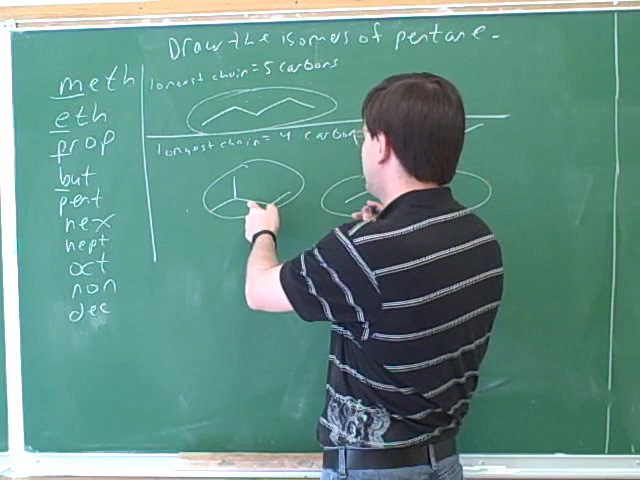 Draw the isomers of pentane.
longest chain = 5 carbons
longest chain = 4 carbon
meth
eth
prop
but
pent
hex
hept
oct
non
dec